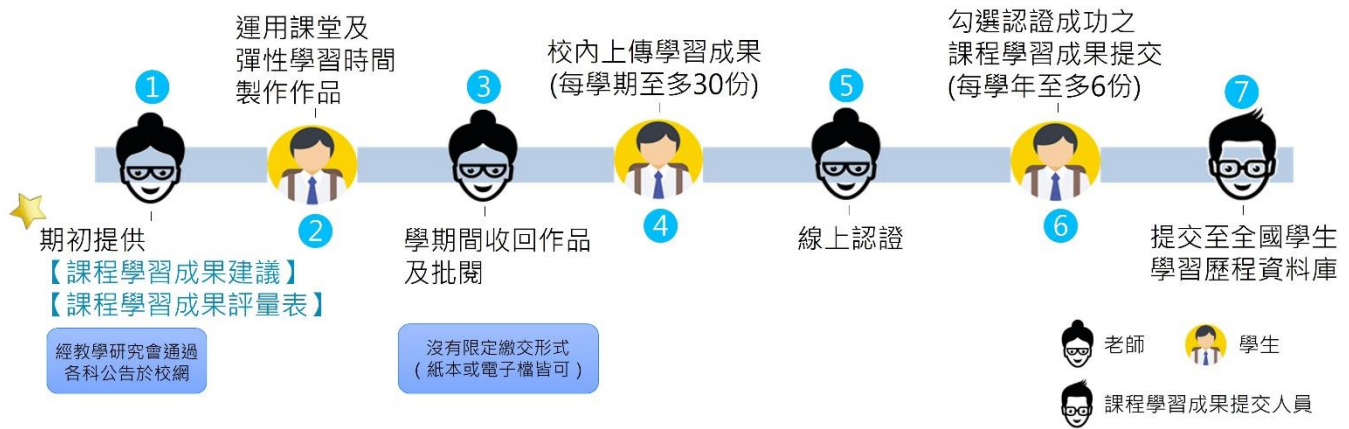 1
期初提供
【課程學習成果建議】
【課程學習成果評量表】
經教學研究會通過
各科公告於校網
運用課堂及
彈性學習時間
製作作品
2
3
學期間收回作品
及批閱
沒有限定繳交形式
(紙本或電子檔皆可)
校內上傳學習成果
(每學期至多30份)
4
5
線上認證
勾選認證成功之
課程學習成果提交
(每學年至多6份)
6
7
提交至全國學生
學習歷程資料庫
老師
學生
課程學習成果提交人員